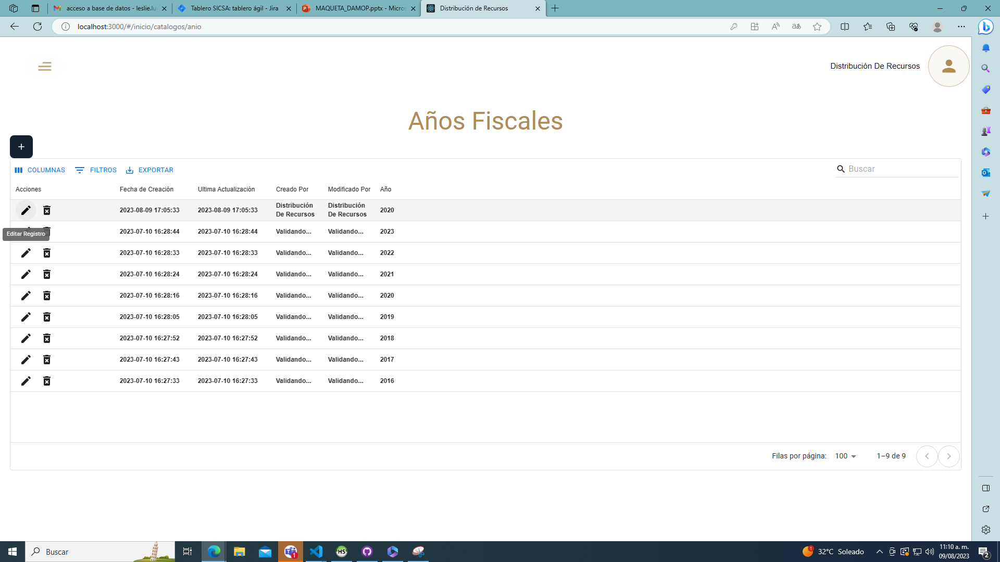 acceso a base de datos - leslie.lu
Tablero SICSA: tablero ágil - Jira
MAQUETA_DAMOP.pptx - Micros
Distribución de Recursos
localhost:3000/#/inicio/catalogos/anio
Distribución De Recursos
Años Fiscales
+
COLUMNAS FILTROS EXPORTAR Buscar
Acciones Fecha de Creación Ultima Actualización Creado Por Modificado Por Año
2023-08-09 17:05:33 2023-08-09 17:05:33 Distribución De Recursos Distribución De Recursos 2020
2023-07-10 16:28:44 2023-07-10 16:28:44 Validando... Validando... 2023
Editar Registro
2023-07-10 16:28:33 2023-07-10 16:28:33 Validando... Validando... 2022
2023-07-10 16:28:24 2023-07-10 16:28:24 Validando... Validando... 2021
2023-07-10 16:28:16 2023-07-10 16:28:16 Validando... Validando... 2020
2023-07-10 16:28:05 2023-07-10 16:28:05 Validando... Validando... 2019
2023-07-10 16:27:52 2023-07-10 16:27:52 Validando... Validando... 2018
2023-07-10 16:27:43 2023-07-10 16:27:43 Validando... Validando... 2017
2023-07-10 16:27:33 2023-07-10 16:27:33 Validando... Validando... 2016
Filas por página: 100 1–9 de 9
Buscar
HS
1
1
32°C Soleado
11:10 a. m.
09/08/2023
2